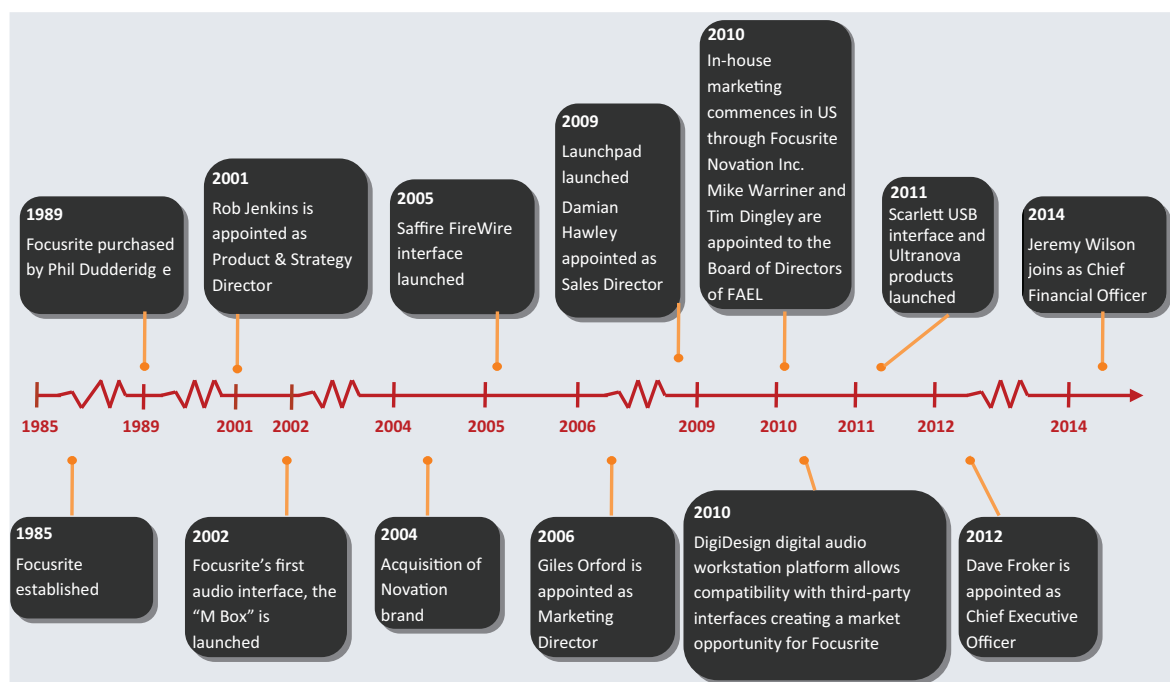 1989
Focusrite purchased
by Phil Dudderidg e
2001
Rob Jenkins is
appointed as
Product & Strategy
Director
2005
Saffire FireWire
interface
launched
2009
Launchpad
launched
Damian
Hawley
appointed as
Sales Director
2010
In-house
marketing
commences in US
through Focusrite
Novation Inc.
Mike Warriner and
Tim Dingley are
appointed to the
Board of Directors
of FAEL
2011
Scarlett USB
interface and
Ultranova
products
launched
2014
Jeremy Wilson
joins as Chief
Financial Officer
1985 1989 2001 2002 2004 2005 2006 2009 2010 2011 2012 2014
1985
Focusrite
established
2002
Focusrite’s first
audio interface, the
“M Box” is
launched
2004
Acquisition of
Novation
brand
2006
Giles Orford is
appointed as
Marketing
Director
2010
DigiDesign digital audio
workstation platform allows
compatibility with third-party
interfaces creating a market
opportunity for Focusrite
2012
Dave Froker is
appointed as
Chief Executive
Officer